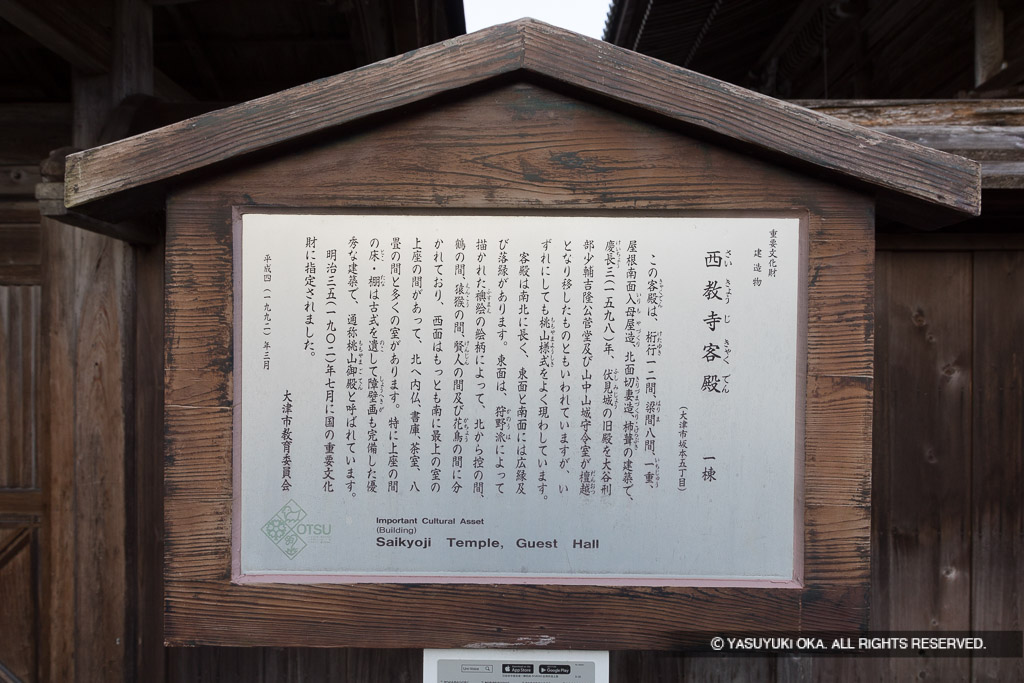 重要文化財
建造物
西教寺客殿 一棟
(大津市坂本五丁目)
この客殿は、桁行一二間、梁間八間、一重、
屋根南面入母屋造、北面切妻造、杮葺の建築で、
慶長三(一五九八)年、伏見城の旧殿を大谷刑
部少輔吉隆公菅堂及び山中山城守令室が檀越
となり移したものともいわれていますが、い
ずれにしても桃山様式をよく現わしています。
客殿は南北に長く、東面と南面には広縁及
び落縁があります。東面は、狩野派によって
描かれた襖絵の絵柄によって、北から控の間、
鶴の間、猿猴の間、賢人の間及び花鳥の間に分
かれており、西面はもっとも南に最上の室の
上座の間があって、北へ内仏、書庫、茶室、八
畳の間と多くの室があります。特に上座の間
の床・棚は古式を遺して障壁画も完備した優
秀な建築で、通称桃山御殿と呼ばれています。
明治三五(一九〇二)年七月に国の重要文化
財に指定されました。
平成四(一九九二)年三月
大津市教育委員会
OTSU
Important Cultural Asset
(Building)
Saikyoji Temple, Guest Hall
App Store
Google Play
© YASUYUKI OKA. ALL RIGHTS RESERVED.